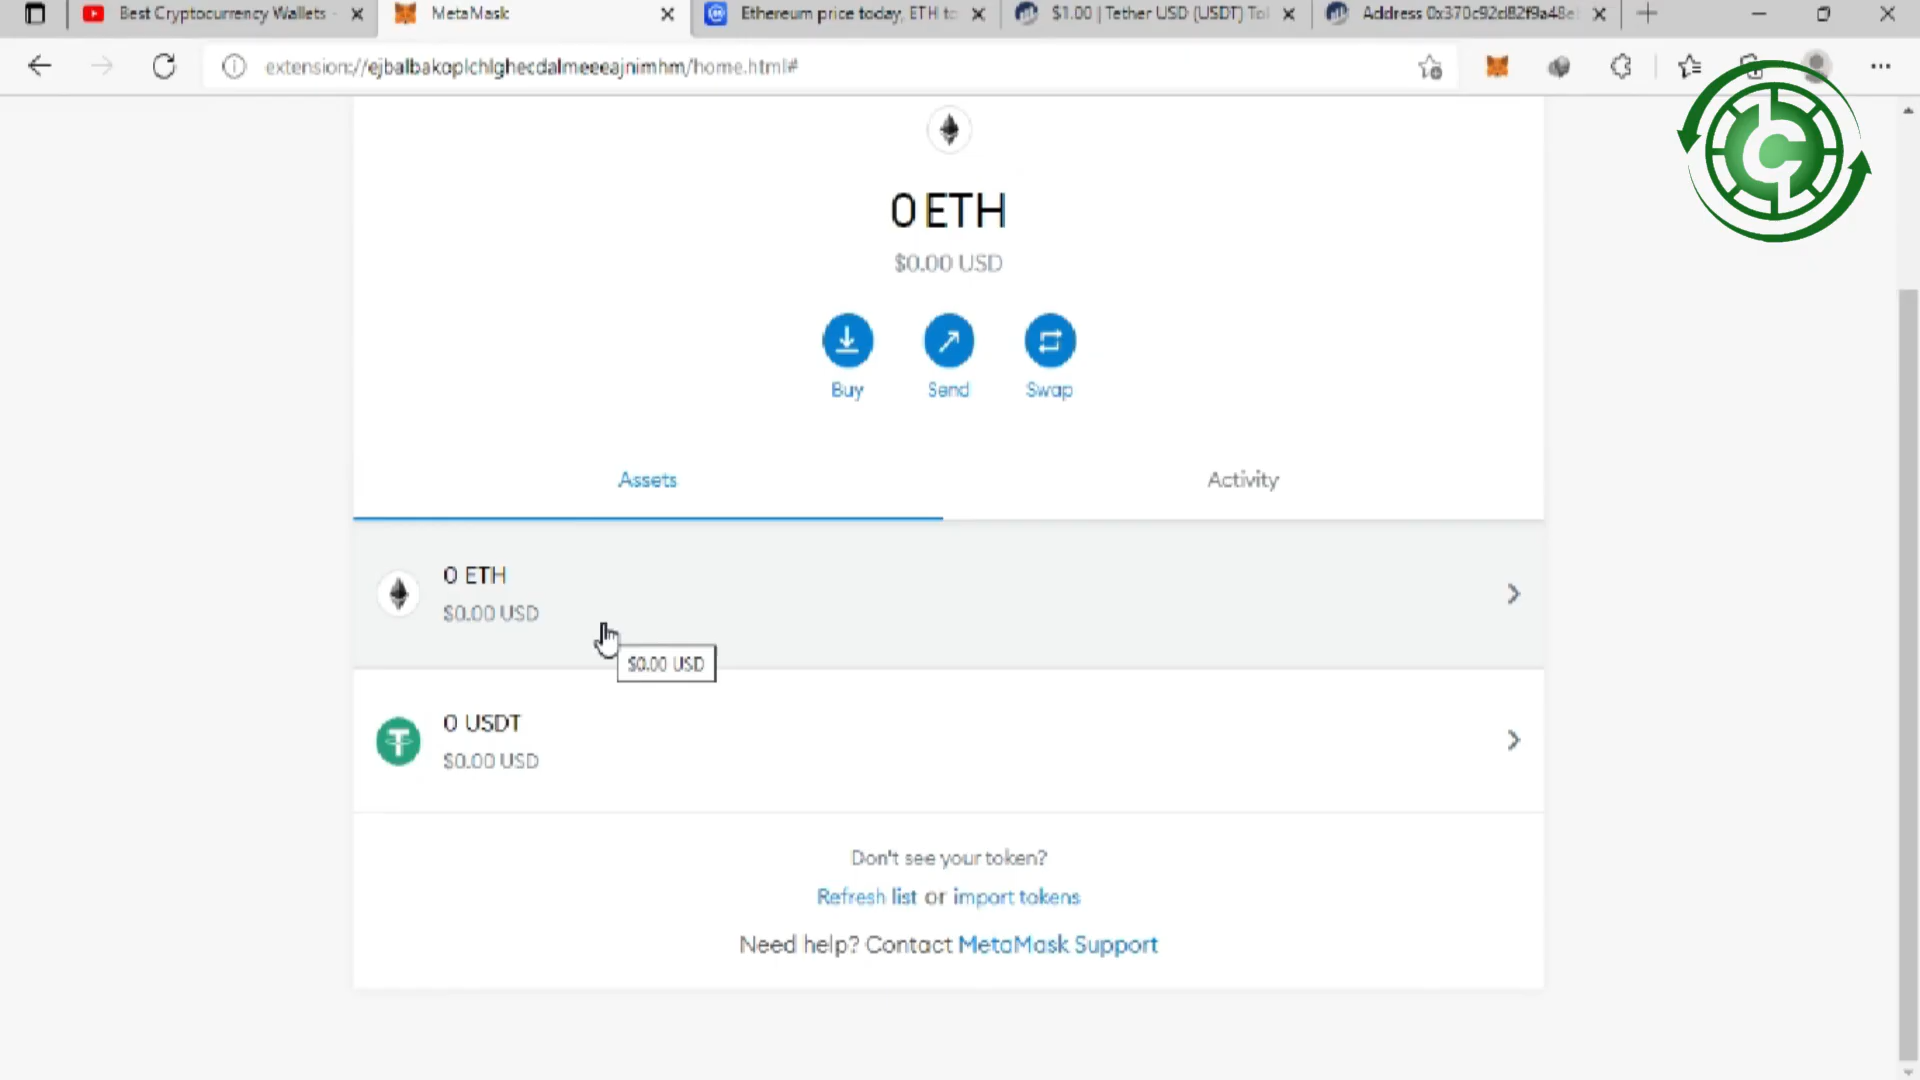 Best Cryptocurrency Wallets -
MetaMask
Ethereum price today, ETH to
$1.00 | Tether USD (USDT) Tol
Address 0x370c92d82f9a48e
extension://ejbalbakoplchlghecdalmeeeajnimhm/home.html#
0 ETH
$0.00 USD
Buy
Send
Swap
Assets
Activity
0 ETH
$0.00 USD
$0.00 USD
0 USDT
$0.00 USD
Don't see your token?
Refresh list or import tokens
Need help? Contact MetaMask Support